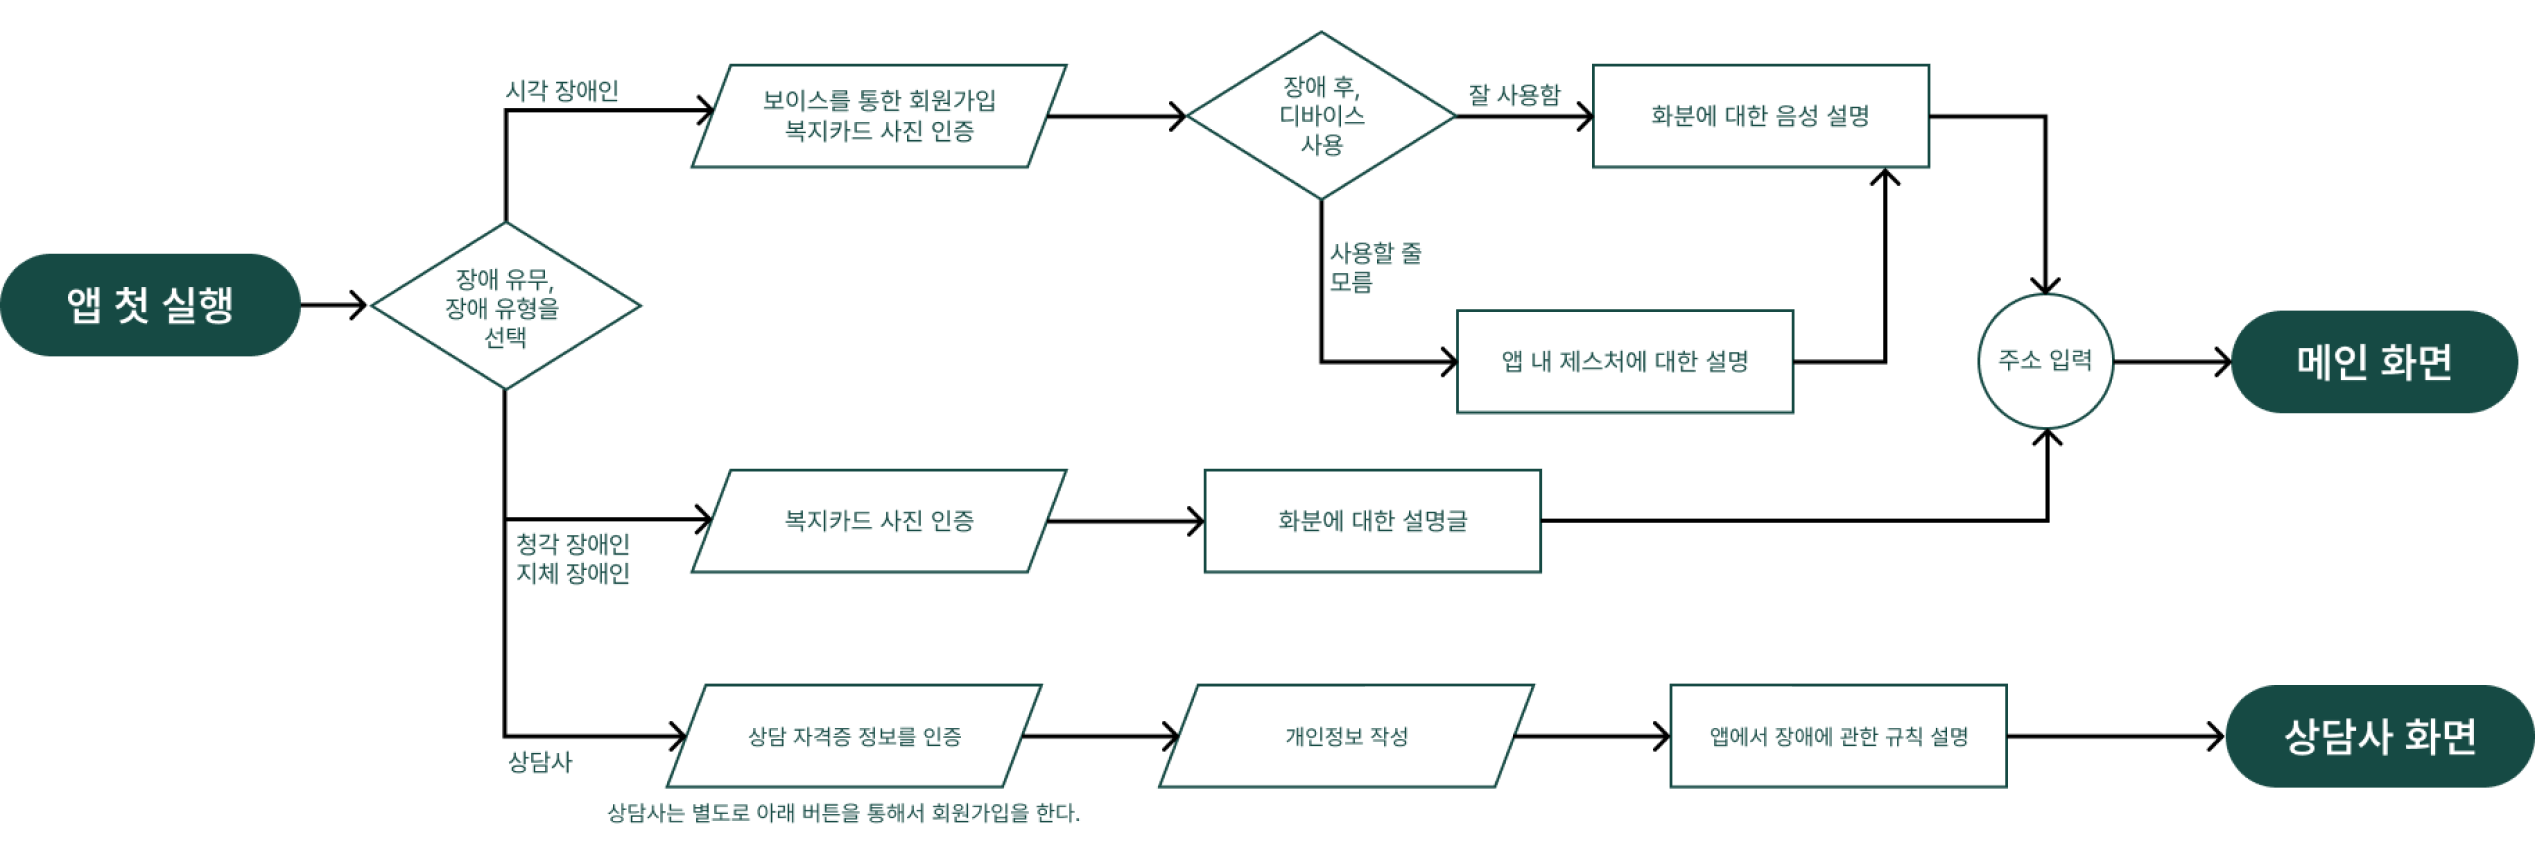 앱 첫 실행
장애 유무,
장애 유형을
선택
시각 장애인
보이스를 통한 회원가입
복지카드 사진 인증
장애 후,
디바이스
사용
잘 사용함
화분에 대한 음성 설명
사용할 줄
모름
앱 내 제스처에 대한 설명
주소 입력
메인 화면
청각 장애인
지체 장애인
복지카드 사진 인증
화분에 대한 설명글
상담사
상담 자격증 정보를 인증
개인정보 작성
앱에서 장애에 관한 규칙 설명
상담사 화면
상담사는 별도로 아래 버튼을 통해서 회원가입을 한다.